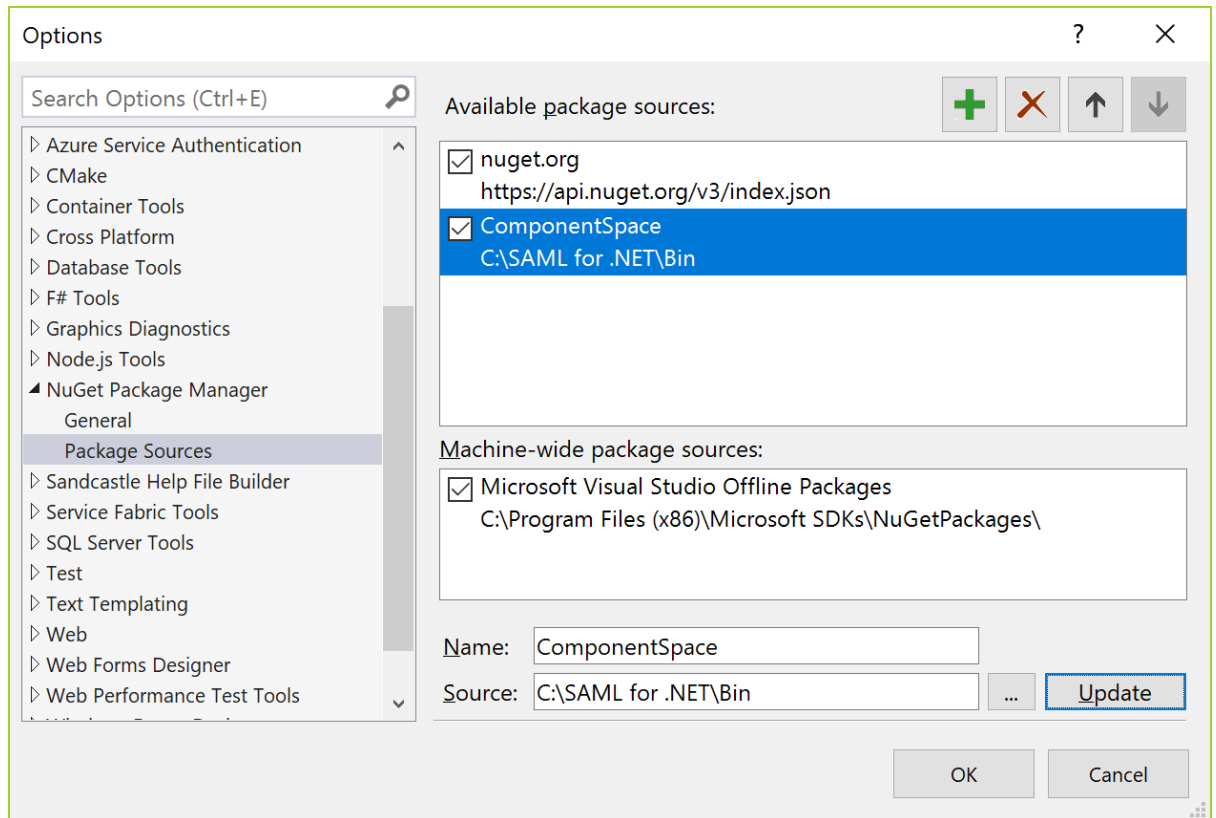 Options
?
Search Options (Ctrl+E)
Azure Service Authentication
CMake
Container Tools
Cross Platform
Database Tools
F# Tools
Graphics Diagnostics
Node.js Tools
NuGet Package Manager
General
Package Sources
Sandcastle Help File Builder
Service Fabric Tools
SQL Server Tools
Test
Text Templating
Web
Web Forms Designer
Web Performance Test Tools
Available package sources:
nuget.org
https://api.nuget.org/v3/index.json
ComponentSpace
C:\SAML for .NET\Bin
Machine-wide package sources:
Microsoft Visual Studio Offline Packages
C:\Program Files (x86)\Microsoft SDKs\NuGetPackages\
Name: ComponentSpace
Source: C:\SAML for .NET\Bin ... Update
OK Cancel